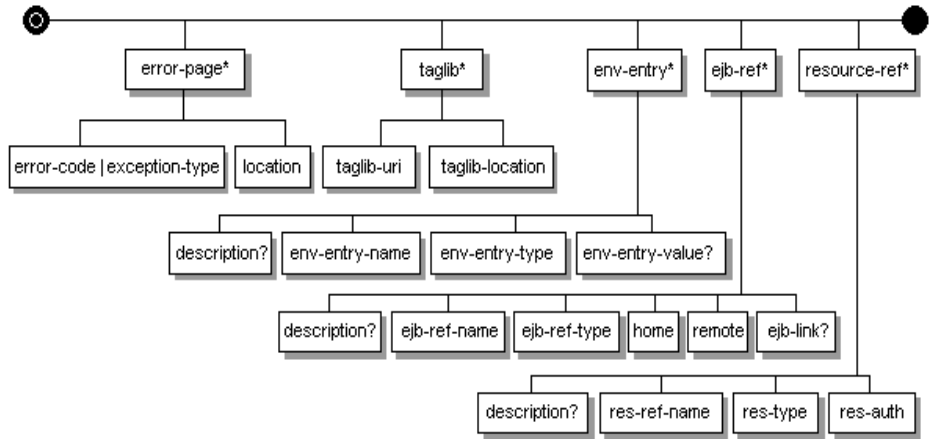 error-page*
taglib*
env-entry*
ejb-ref*
resource-ref*
error-code | exception-type
location
taglib-uri
taglib-location
description?
env-entry-name
env-entry-type
env-entry-value?
description?
ejb-ref-name
ejb-ref-type
home
remote
ejb-link?
description?
res-ref-name
res-type
res-auth